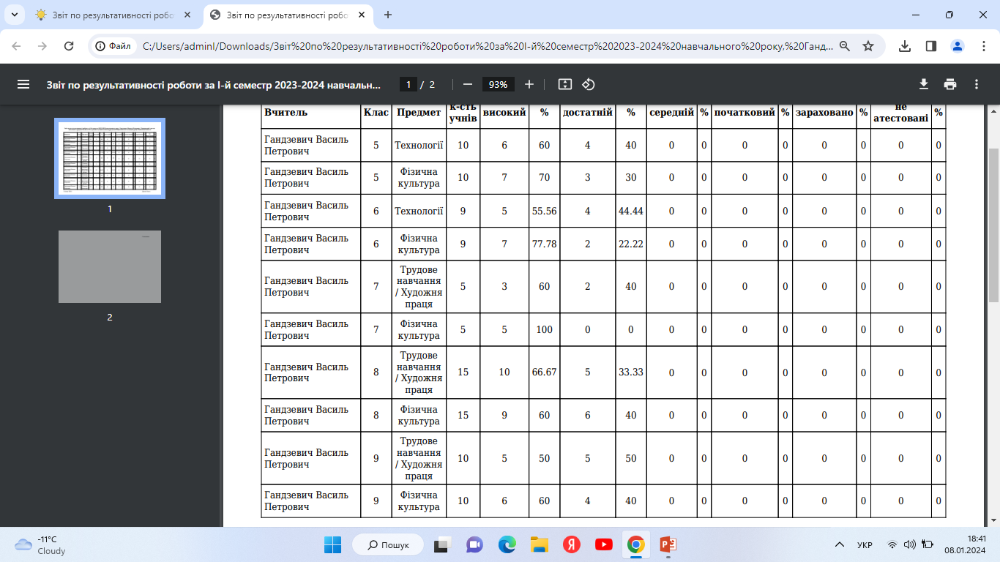 Звіт по результативності робо
Звіт по результативності робо
Файл
C:/Users/adminI/Downloads/Звіт%20по%20результативності%20роботи%20за%20І-й%20семестр%202023-2024%20навчального%20року,%20Ганд...
Звіт по результативності роботи за І-й семестр 2023-2024 навчальн...
1 / 2
93%
1
2
Вчитель Клас Предмет к-сть учнів високий % достатній % середній % початковий % зараховано % не атестовані %
Гандзевич Василь Петрович 5 Технології 10 6 60 4 40 0 0 0 0 0 0 0 0
Гандзевич Василь Петрович 5 Фізична культура 10 7 70 3 30 0 0 0 0 0 0 0 0
Гандзевич Василь Петрович 6 Технології 9 5 55.56 4 44.44 0 0 0 0 0 0 0 0
Гандзевич Василь Петрович 6 Фізична культура 9 7 77.78 2 22.22 0 0 0 0 0 0 0 0
Гандзевич Василь Петрович 7 Трудове навчання / Художня праця 5 3 60 2 40 0 0 0 0 0 0 0 0
Гандзевич Василь Петрович 7 Фізична культура 5 5 100 0 0 0 0 0 0 0 0 0 0
Гандзевич Василь Петрович 8 Трудове навчання / Художня праця 15 10 66.67 5 33.33 0 0 0 0 0 0 0 0
Гандзевич Василь Петрович 8 Фізична культура 15 9 60 6 40 0 0 0 0 0 0 0 0
Гандзевич Василь Петрович 9 Трудове навчання / Художня праця 10 5 50 5 50 0 0 0 0 0 0 0 0
Гандзевич Василь Петрович 9 Фізична культура 10 6 60 4 40 0 0 0 0 0 0 0 0
-11°C
Cloudy
Пошук
УКР
18:41
08.01.2024